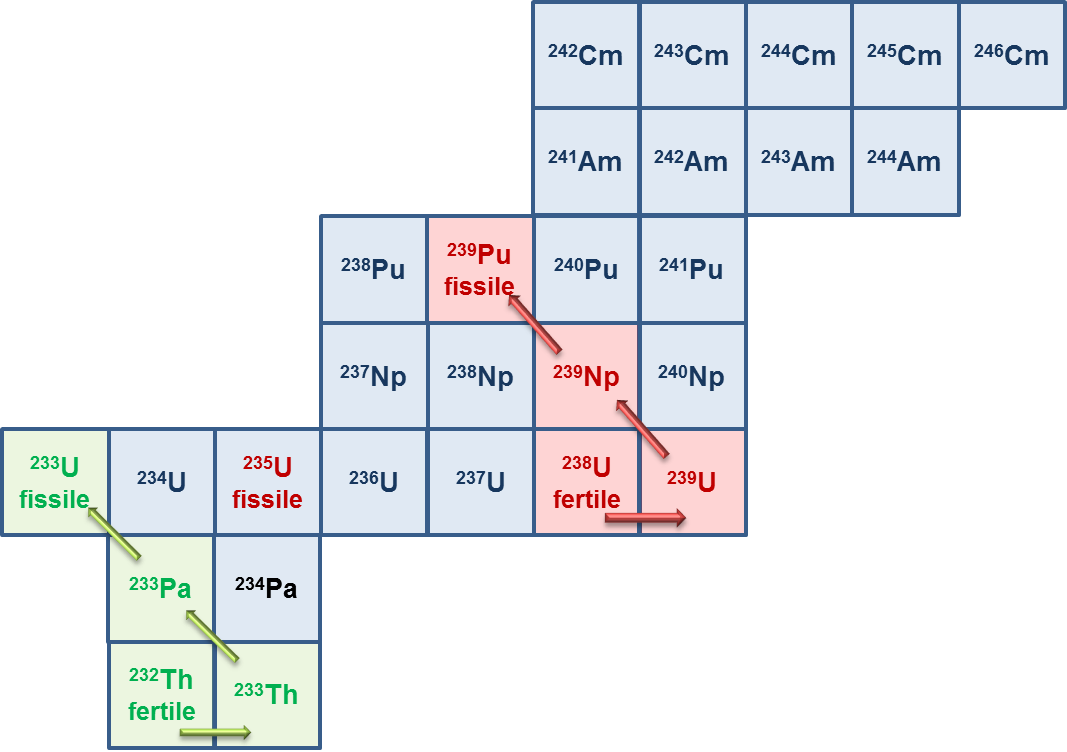 ²⁴²Cm ²⁴³Cm ²⁴⁴Cm ²⁴⁵Cm ²⁴⁶Cm
²⁴¹Am ²⁴²Am ²⁴³Am ²⁴⁴Am
²³⁸Pu ²³⁹Pu ²⁴⁰Pu ²⁴¹Pu
fissile
²³⁷Np ²³⁸Np ²³⁹Np ²⁴⁰Np
²³³U ²³⁴U ²³⁵U ²³⁶U ²³⁷U ²³⁸U ²³⁹U
fissile fissile fertile
²³³Pa ²³⁴Pa
²³²Th ²³³Th
fertile